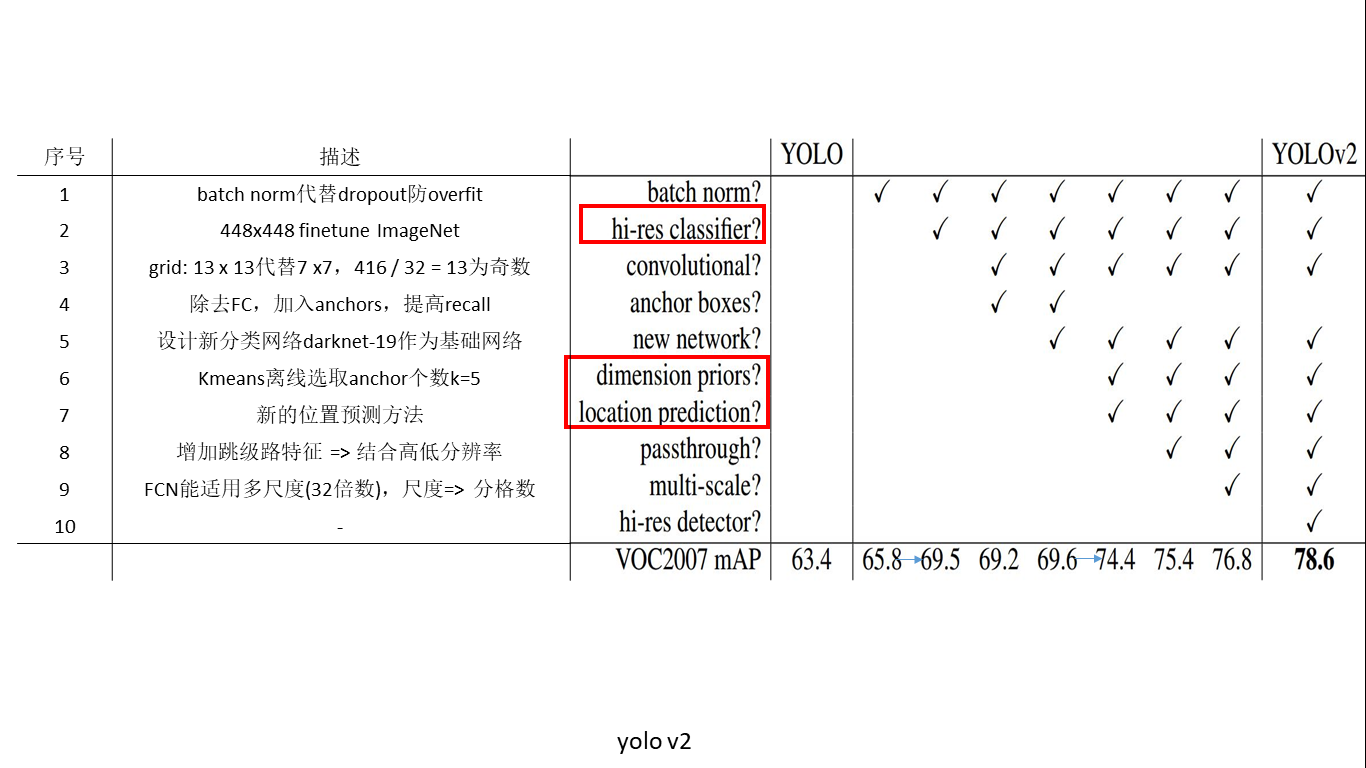 序号 描述 YOLO YOLOv2
1 batch norm代替dropout防overfit batch norm? ✓ ✓ ✓ ✓ ✓ ✓ ✓ ✓
2 448x448 finetune ImageNet hi-res classifier? ✓ ✓ ✓ ✓ ✓ ✓ ✓
3 grid: 13 x 13代替7 x7，416 / 32 = 13为奇数 convolutional? ✓ ✓ ✓ ✓ ✓ ✓
4 除去FC，加入anchors，提高recall anchor boxes? ✓ ✓
5 设计新分类网络darknet-19作为基础网络 new network? ✓ ✓ ✓ ✓ ✓
6 Kmeans离线选取anchor个数k=5 dimension priors? ✓ ✓ ✓ ✓
7 新的位置预测方法 location prediction? ✓ ✓ ✓ ✓
8 增加跳级路特征 => 结合高低分辨率 passthrough? ✓ ✓ ✓
9 FCN能适用多尺度(32倍数)，尺度=> 分格数 multi-scale? ✓ ✓
10 - hi-res detector? ✓
VOC2007 mAP 63.4 65.8 69.5 69.2 69.6 74.4 75.4 76.8 78.6
yolo v2